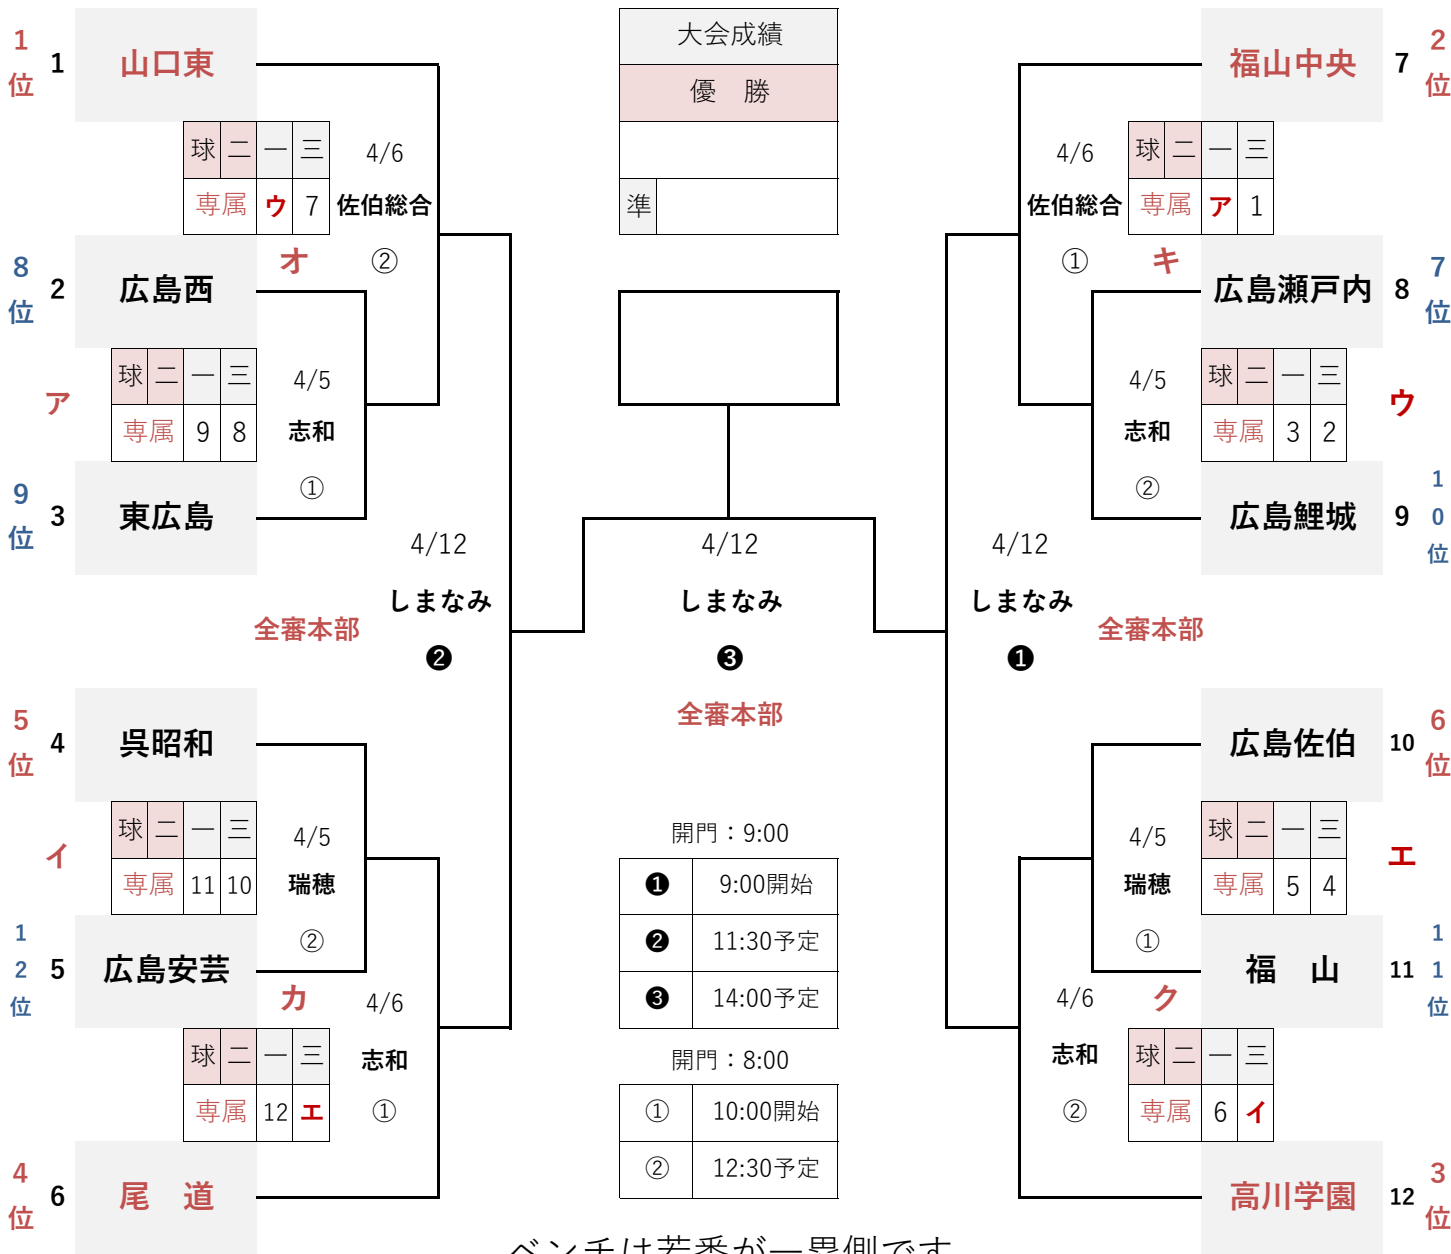 1位 1 山口東
球 二 一 三
専属 ウ 7
4/6
佐伯総合
②
オ
8位 2 広島西
球 二 一 三
専属 9 8
ア
4/5
志和
①
9位 3 東広島
4/12
しまなみ
❷
全審本部
5位 4 呉昭和
球 二 一 三
専属 11 10
イ
4/5
瑞穂
②
12位 5 広島安芸
カ
球 二 一 三
専属 12 エ
4/6
志和
①
4位 6 尾 道
大会成績
優 勝
準
4/12
しまなみ
❸
全審本部
開門：9:00
❶ 9:00開始
❷ 11:30予定
❸ 14:00予定
開門：8:00
① 10:00開始
② 12:30予定
福山中央 7 2位
4/6
佐伯総合
①
球 二 一 三
専属 ア 1
キ
広島瀬戸内 8 7位
4/5
志和
②
球 二 一 三
専属 3 2
ウ
広島鯉城 9 10位
4/12
しまなみ
❶
全審本部
広島佐伯 10 6位
4/5
瑞穂
①
球 二 一 三
専属 5 4
エ
福 山 11 11位
4/6
志和
②
ク
球 二 一 三
専属 6 イ
高川学園 12 3位
ベンチは若番が一塁側です